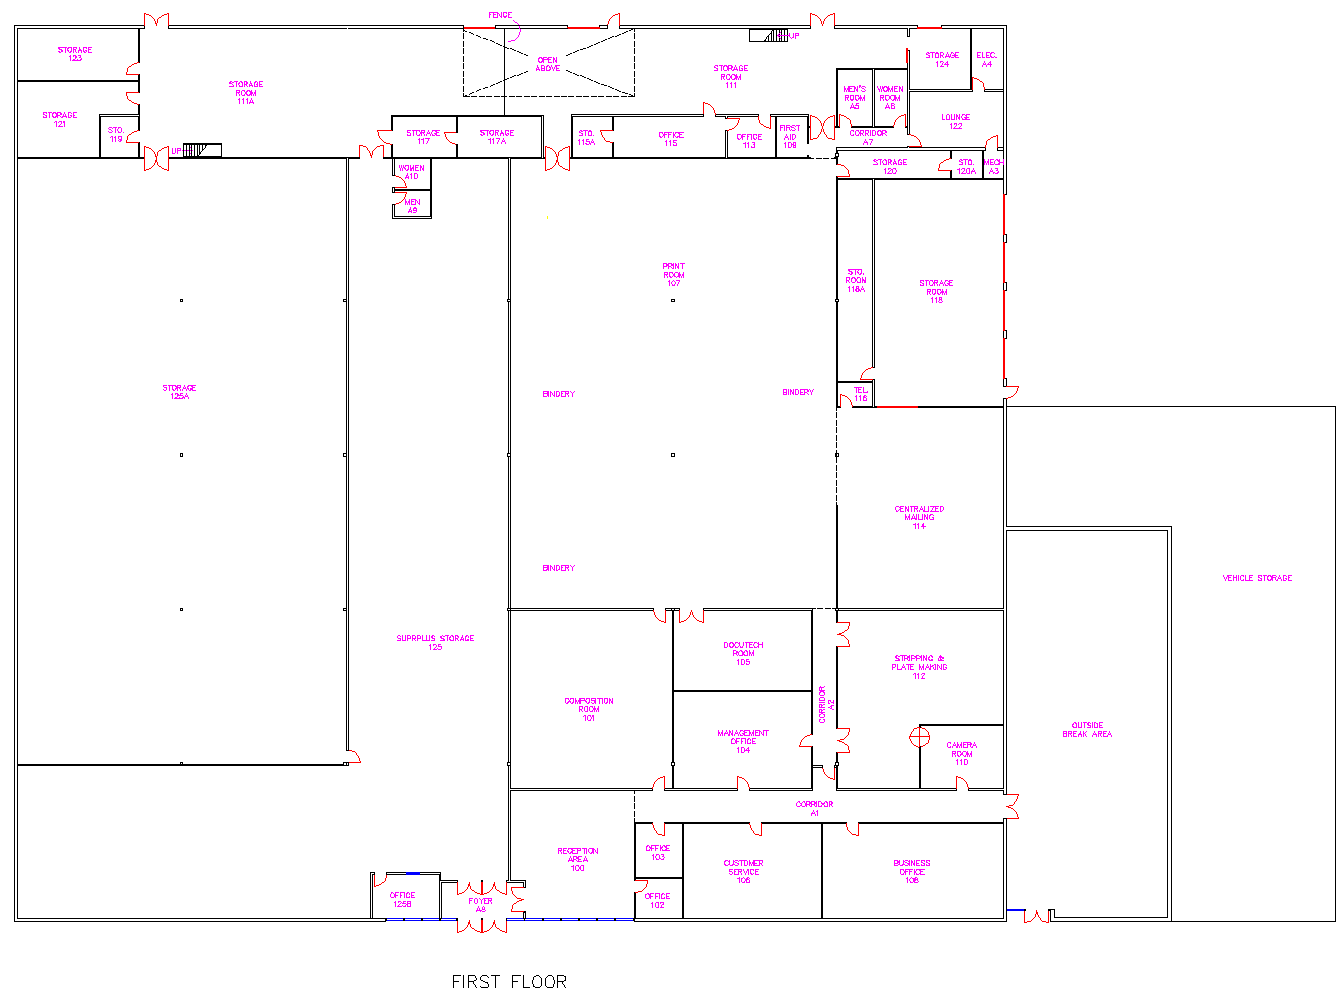 FENCE
UP
STORAGE
123
OPEN
ABOVE
STORAGE
124
ELEC.
A4
STORAGE
ROOM
111
STORAGE
ROOM
111A
MEN'S
ROOM
A5
WOMEN
ROOM
A6
STORAGE
121
LOUNGE
122
STO.
119
STORAGE
117
STORAGE
117A
STO.
115A
OFFICE
115
OFFICE
113
FIRST
AID
109
CORRIDOR
A7
UP
WOMEN
A10
STORAGE
120
STO.
120A
MECH
A3
MEN
A9
PRINT
ROOM
107
STO.
ROON
118A
STORAGE
ROOM
118
STORAGE
125A
BINDERY
BINDERY
TEL.
116
CENTRALIZED
MAILING
114
BINDERY
VEHICLE STORAGE
SUPRPLUS STORAGE
125
DOCUTECH
ROOM
105
STRIPPING &
PLATE MAKING
112
COMPOSITION
ROOM
101
CORRIDOR
A2
MANAGEMENT
OFFICE
104
CAMERA
ROOM
110
OUTSIDE
BREAK AREA
CORRIDOR
A1
RECEPTION
AREA
100
OFFICE
103
CUSTOMER
SERVICE
106
BUSINESS
OFFICE
108
OFFICE
125B
FOYER
A8
OFFICE
102
FIRST FLOOR